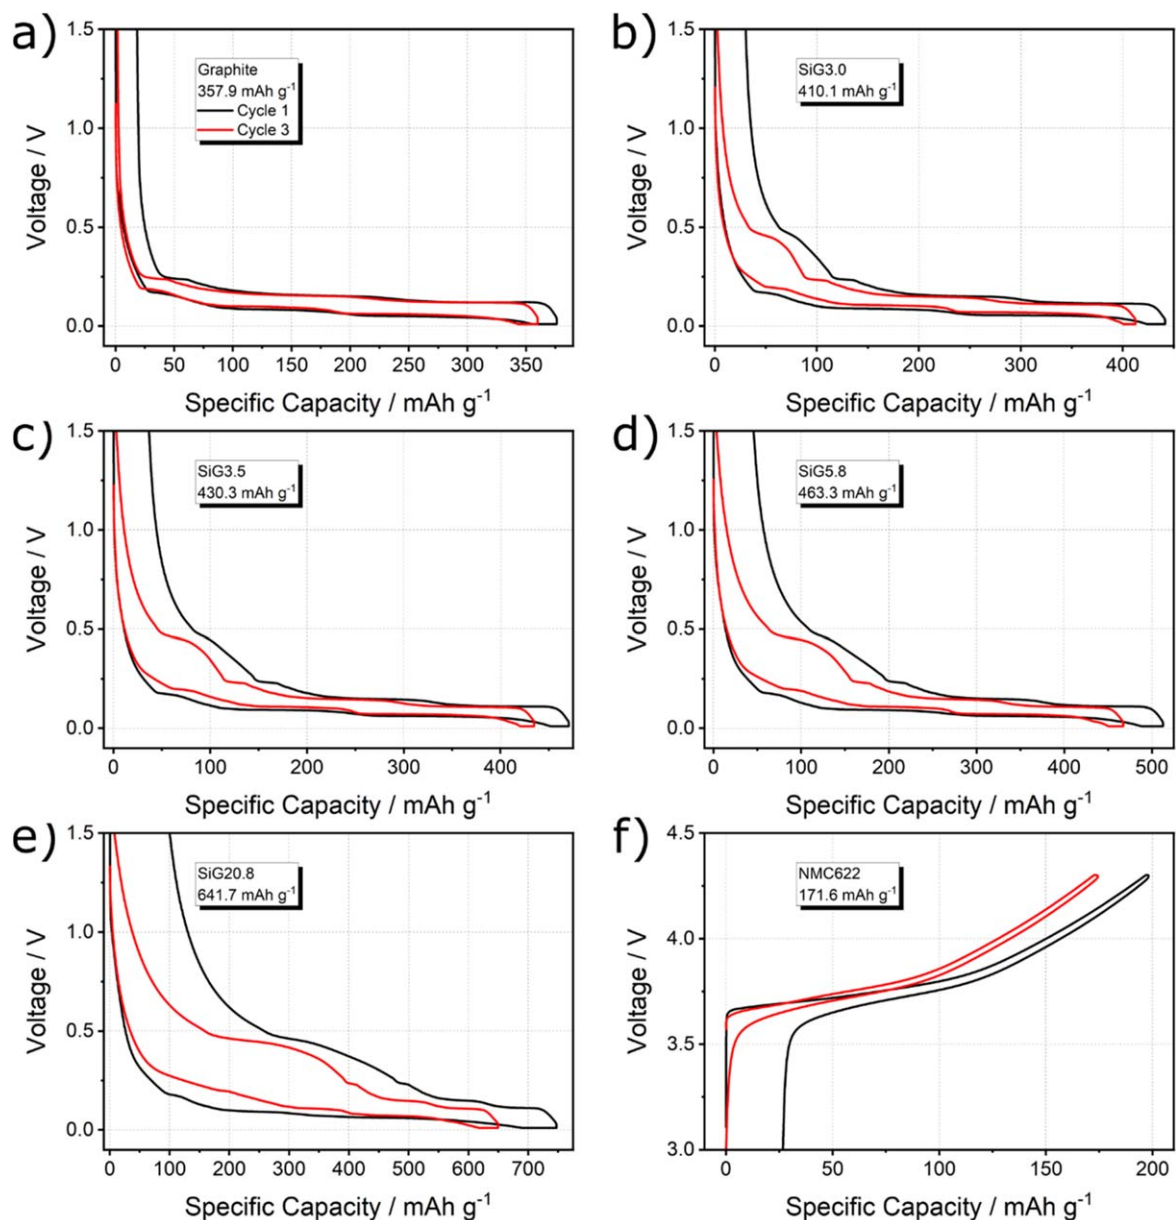 a)
1.5
1.0
0.5
0.0
Voltage / V
Graphite
357.9 mAh g⁻¹
Cycle 1
Cycle 3
0 50 100 150 200 250 300 350
Specific Capacity / mAh g⁻¹
b)
1.5
1.0
0.5
0.0
Voltage / V
SiG3.0
410.1 mAh g⁻¹
0 100 200 300 400
Specific Capacity / mAh g⁻¹
c)
1.5
1.0
0.5
0.0
Voltage / V
SiG3.5
430.3 mAh g⁻¹
0 100 200 300 400
Specific Capacity / mAh g⁻¹
d)
1.5
1.0
0.5
0.0
Voltage / V
SiG5.8
463.3 mAh g⁻¹
0 100 200 300 400 500
Specific Capacity / mAh g⁻¹
e)
1.5
1.0
0.5
0.0
Voltage / V
SiG20.8
641.7 mAh g⁻¹
0 100 200 300 400 500 600 700
Specific Capacity / mAh g⁻¹
f)
4.5
4.0
3.5
3.0
Voltage / V
NMC622
171.6 mAh g⁻¹
0 50 100 150 200
Specific Capacity / mAh g⁻¹